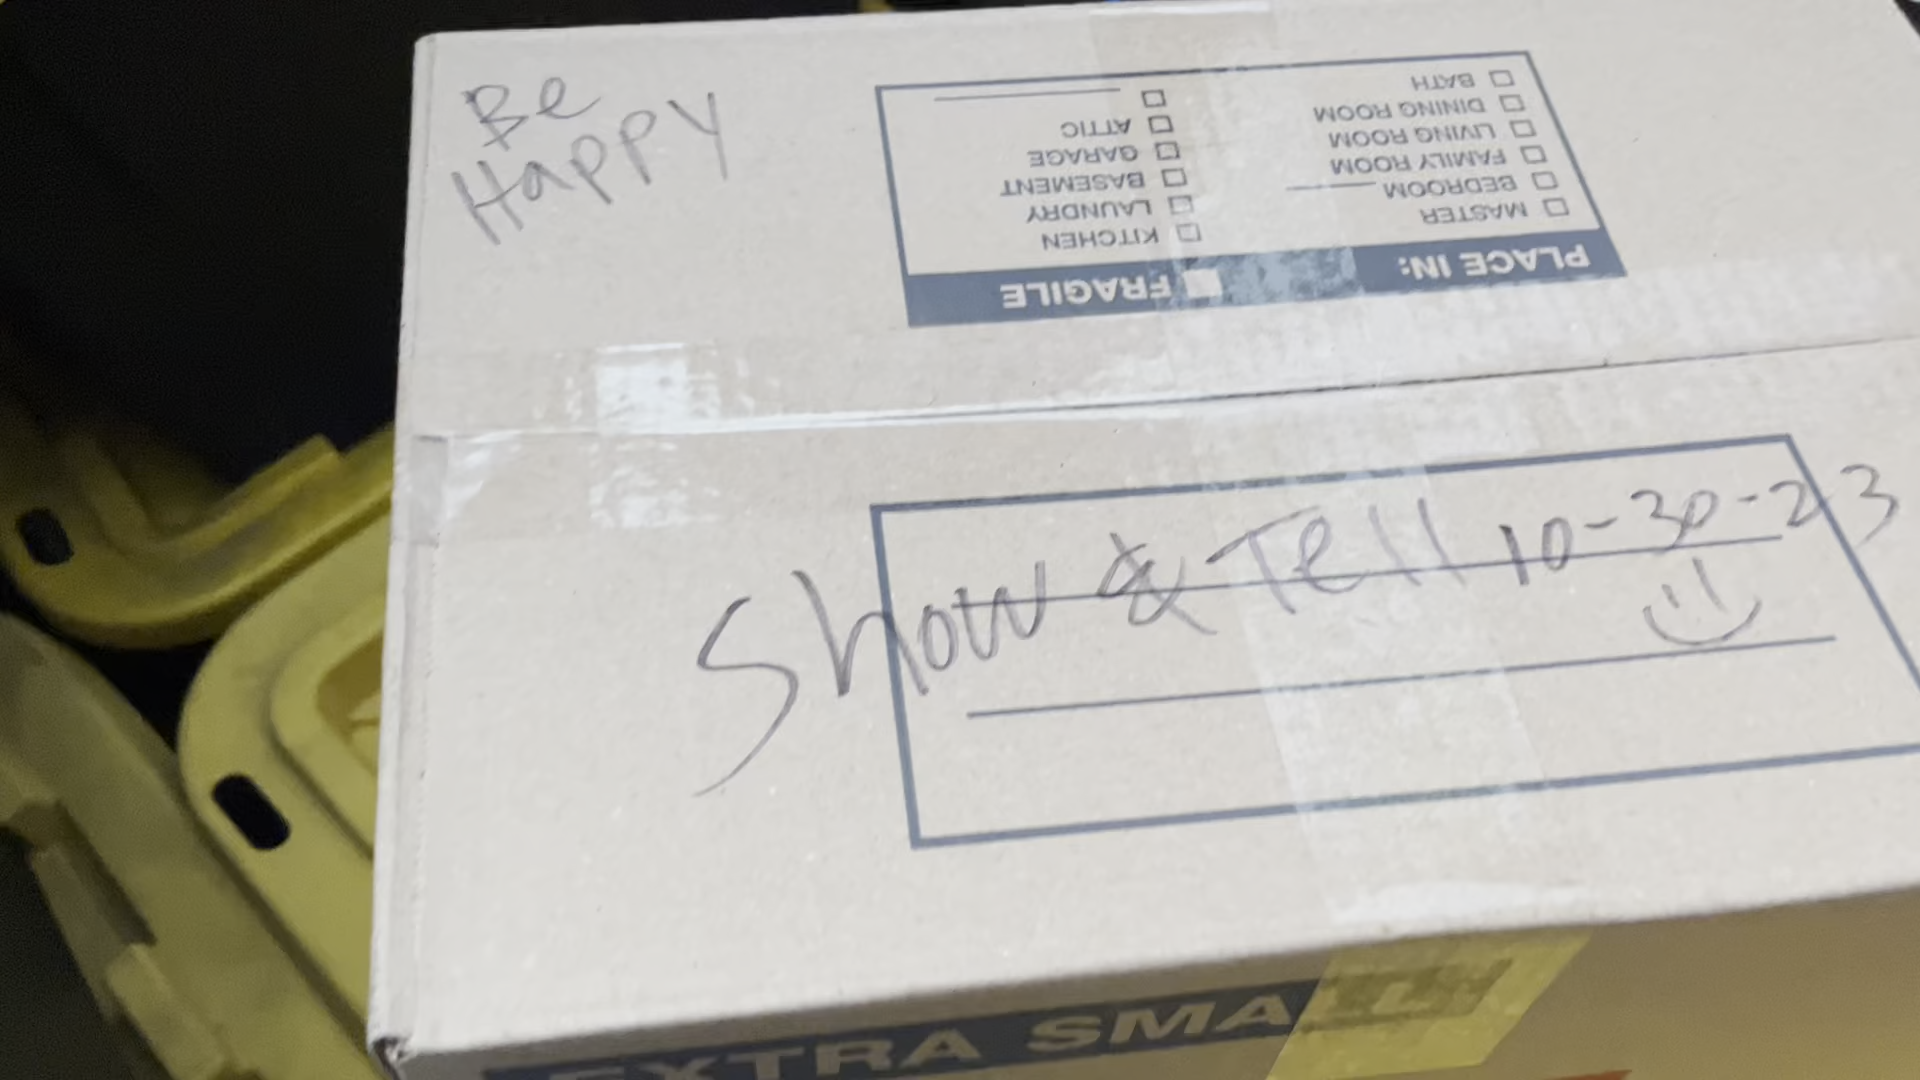 Be
Happy
Show & Tell 10-30-23
PLACE IN:
MASTER
BEDROOM
FAMILY ROOM
LIVING ROOM
DINING ROOM
BATH
FRAGILE
KITCHEN
LAUNDRY
BASEMENT
GARAGE
ATTIC
EXTRA SMALL